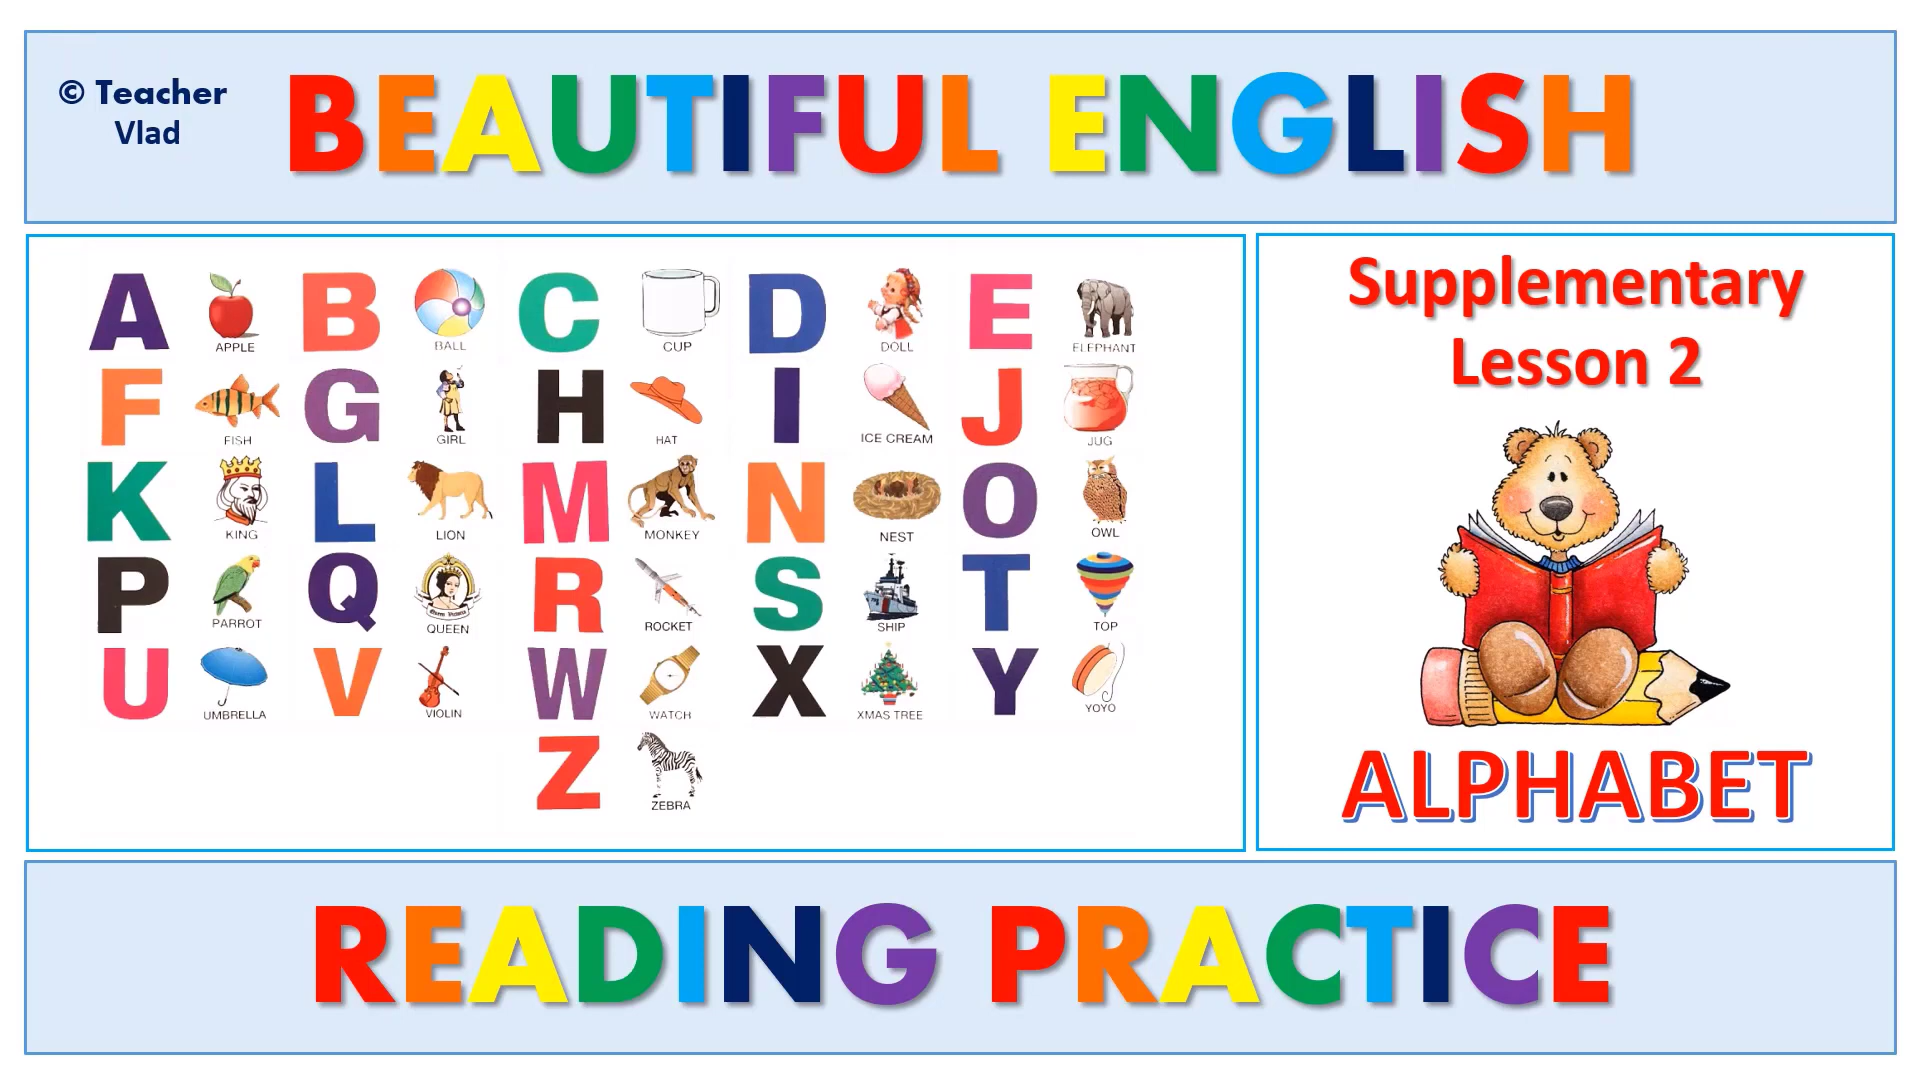 © Teacher
Vlad
BEAUTIFUL ENGLISH
A APPLE B BALL C CUP D DOLL E ELEPHANT
F FISH G GIRL H HAT I ICE CREAM J JUG
K KING L LION M MONKEY N NEST O OWL
P PARROT Q QUEEN R ROCKET S SHIP T TOP
U UMBRELLA V VIOLIN W WATCH X XMAS TREE Y YOYO
Z ZEBRA
Supplementary
Lesson 2
ALPHABET
READING PRACTICE